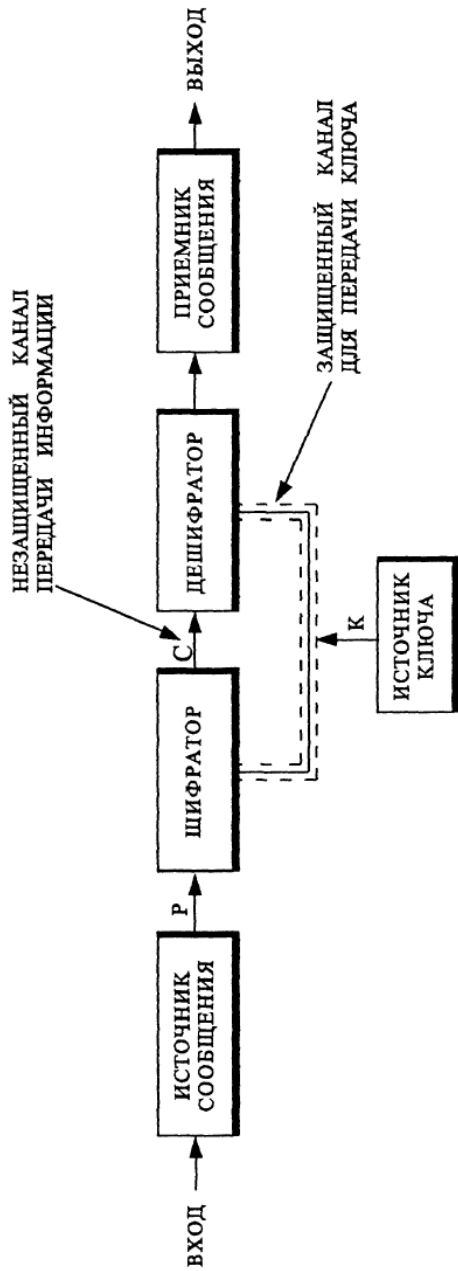 НЕЗАЩИЩЕННЫЙ КАНАЛ
ПЕРЕДАЧИ ИНФОРМАЦИИ
ВХОД
ИСТОЧНИК
СООБЩЕНИЯ
P
ШИФРАТОР
C
ДЕШИФРАТОР
ПРИЕМНИК
СООБЩЕНИЯ
ВЫХОД
K
ИСТОЧНИК
КЛЮЧА
ЗАЩИЩЕННЫЙ КАНАЛ
ДЛЯ ПЕРЕДАЧИ КЛЮЧА